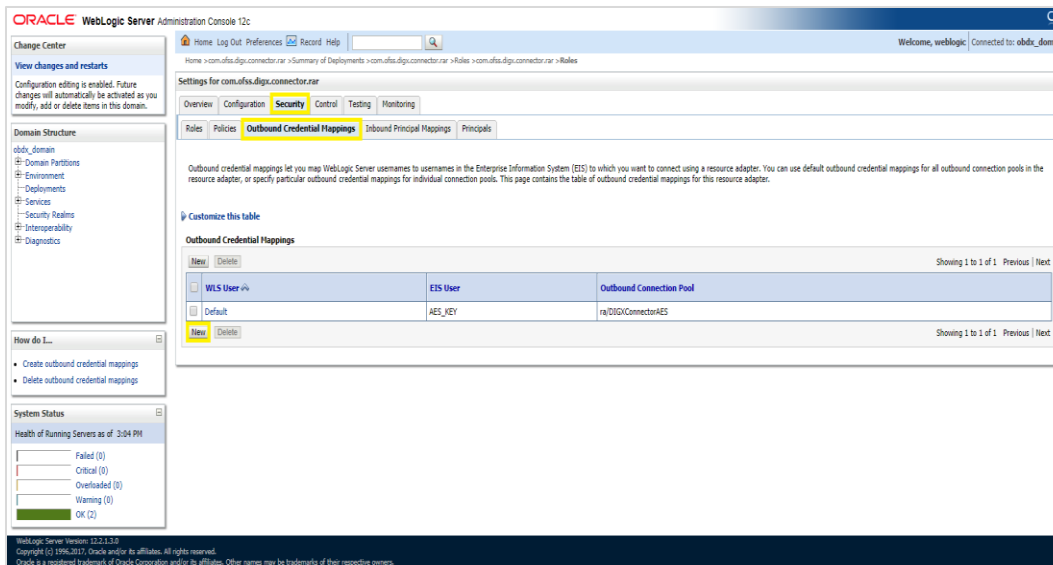 ORACLE WebLogic Server Administration Console 12c
Change Center
View changes and restarts
Configuration editing is enabled. Future
changes will automatically be activated as you
modify, add or delete items in this domain.
Domain Structure
obdx_domain
Domain Partitions
Environment
Deployments
Services
Security Realms
Interoperability
Diagnostics
How do I...
Create outbound credential mappings
Delete outbound credential mappings
System Status
Health of Running Servers as of 3:04 PM
Failed (0)
Critical (0)
Overloaded (0)
Warning (0)
OK (2)
Home Log Out Preferences Record Help
Welcome, weblogic Connected to: obdx_dom
Home >com.ofss.digx.connector.rar >Summary of Deployments >com.ofss.digx.connector.rar >Roles >com.ofss.digx.connector.rar >Roles
Settings for com.ofss.digx.connector.rar
Overview Configuration Security Control Testing Monitoring
Roles Policies Outbound Credential Mappings Inbound Principal Mappings Principals
Outbound credential mappings let you map WebLogic Server usernames to usernames in the Enterprise Information System (EIS) to which you want to connect using a resource adapter. You can use default outbound credential mappings for all outbound connection pools in the
resource adapter, or specify particular outbound credential mappings for individual connection pools. This page contains the table of outbound credential mappings for this resource adapter.
Customize this table
Outbound Credential Mappings
New Delete Showing 1 to 1 of 1 Previous | Next
WLS User EIS User Outbound Connection Pool
Default AES_KEY ra/DIGXConnectorAES
New Delete Showing 1 to 1 of 1 Previous | Next
WebLogic Server Version: 12.2.1.3.0
Copyright (c) 1996,2017, Oracle and/or its affiliates. All rights reserved.
Oracle is a registered trademark of Oracle Corporation and/or its affiliates. Other names may be trademarks of their respective owners.